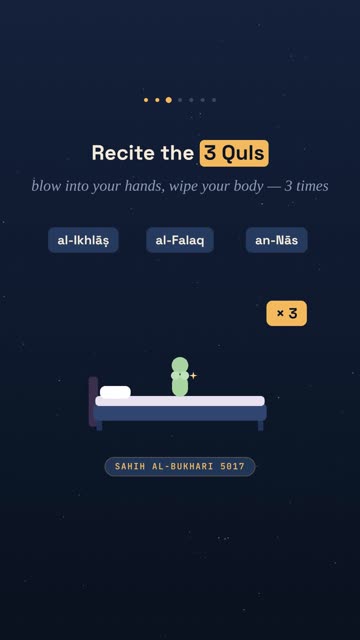 Recite the 3 Quls
blow into your hands, wipe your body — 3 times
al-Ikhlāṣ al-Falaq an-Nās
× 3
SAHIH AL-BUKHARI 5017